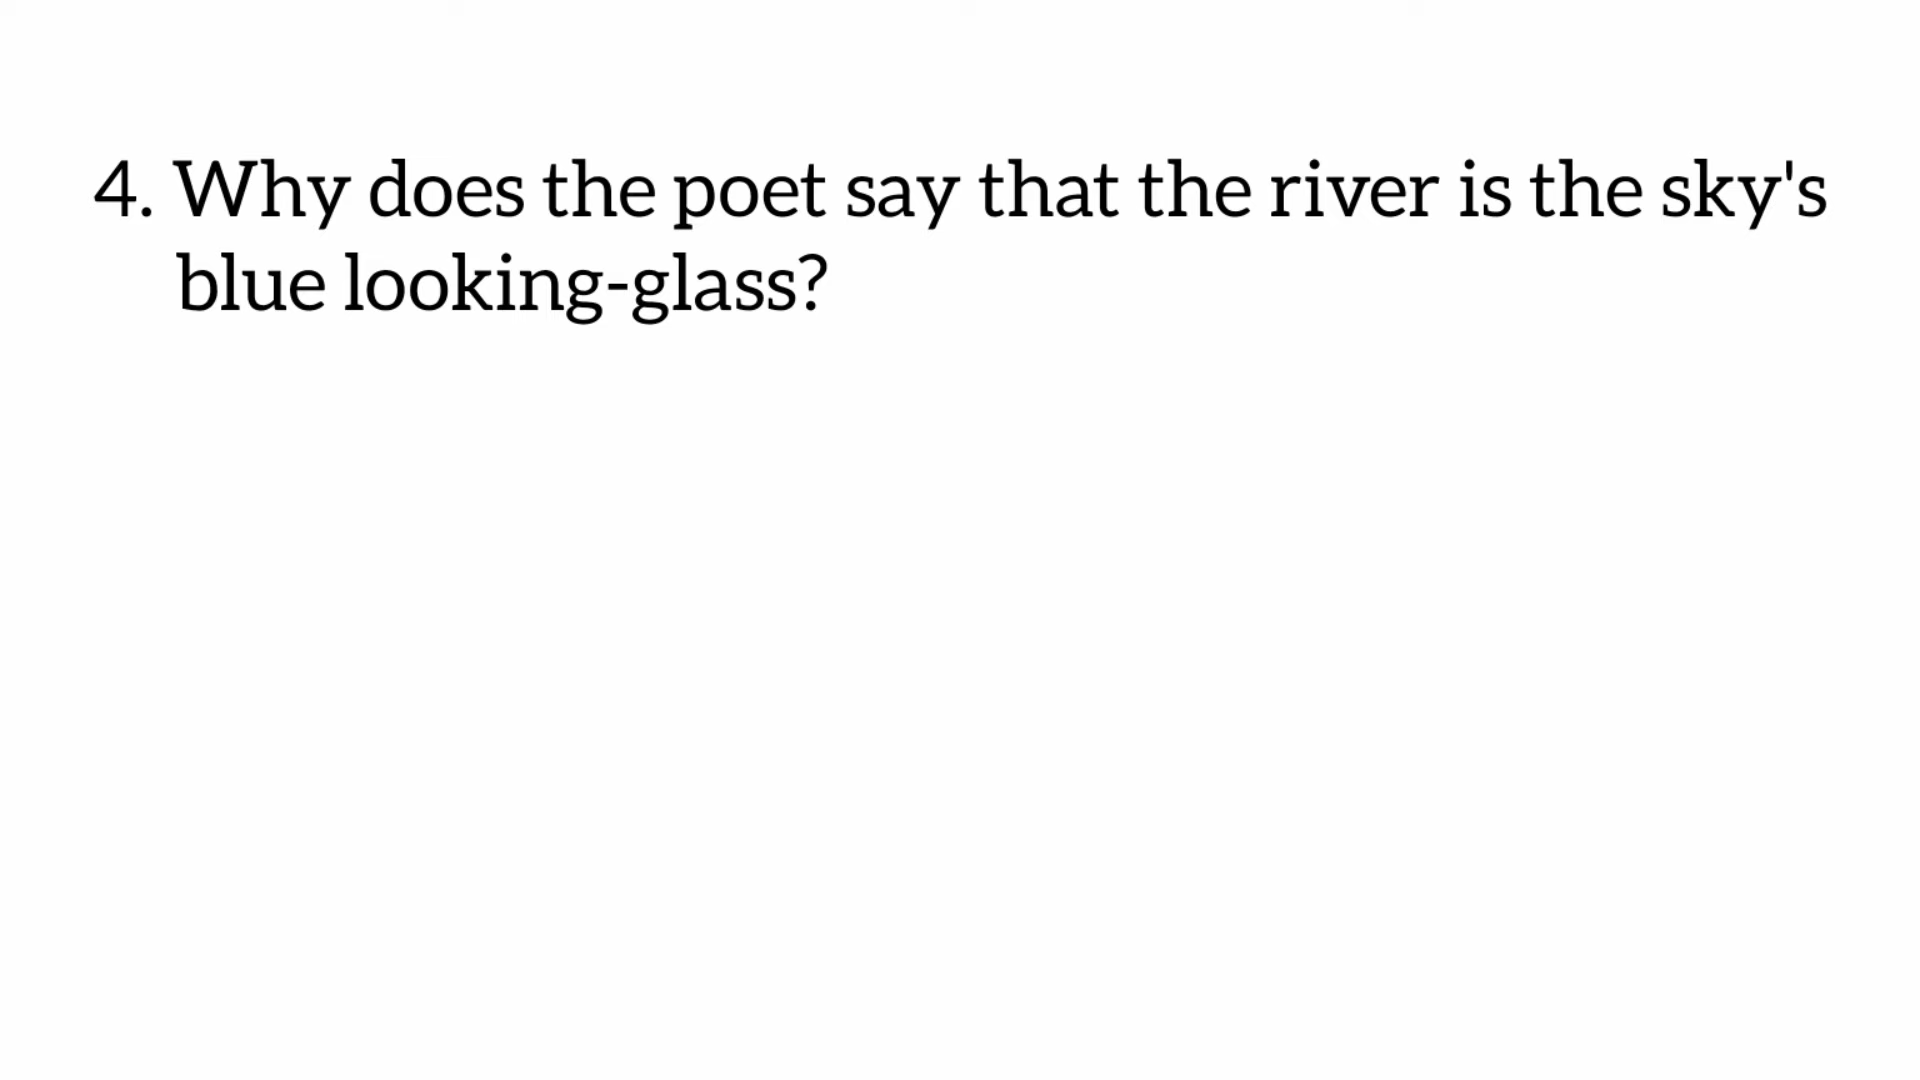 4. Why does the poet say that the river is the sky's
blue looking-glass?